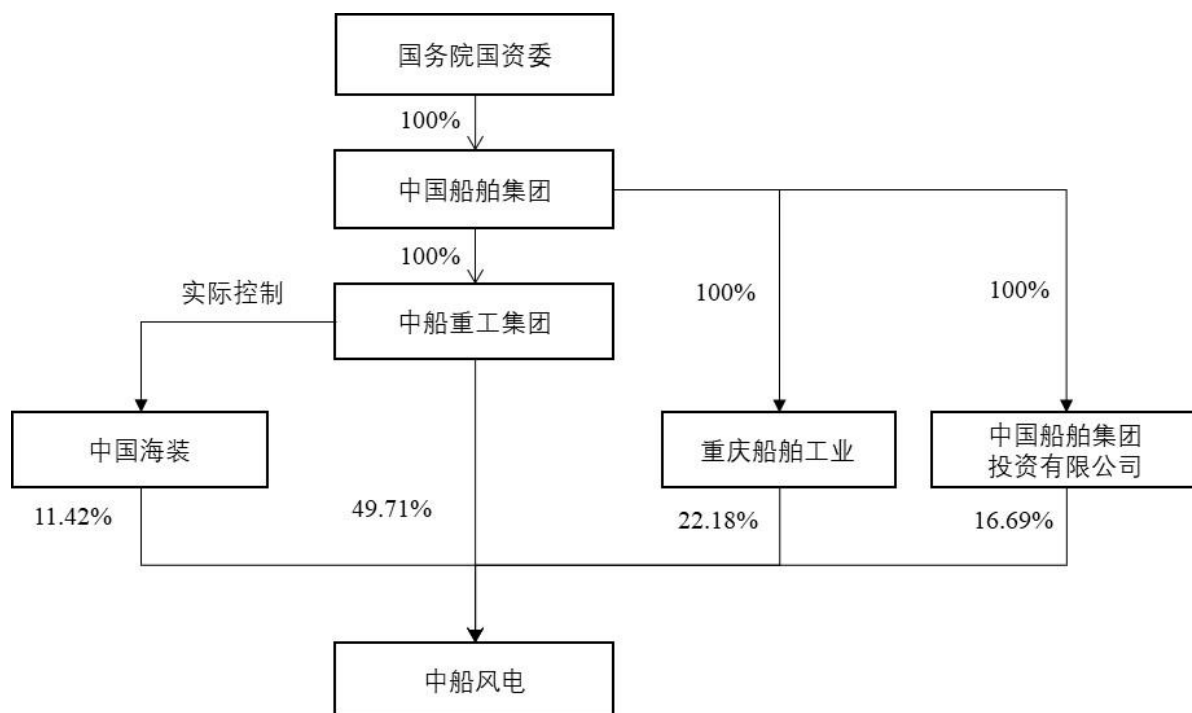 国务院国资委
100%
中国船舶集团
100%
实际控制
中船重工集团
100%
100%
中国海装
重庆船舶工业
中国船舶集团
投资有限公司
11.42%
49.71%
22.18%
16.69%
中船风电